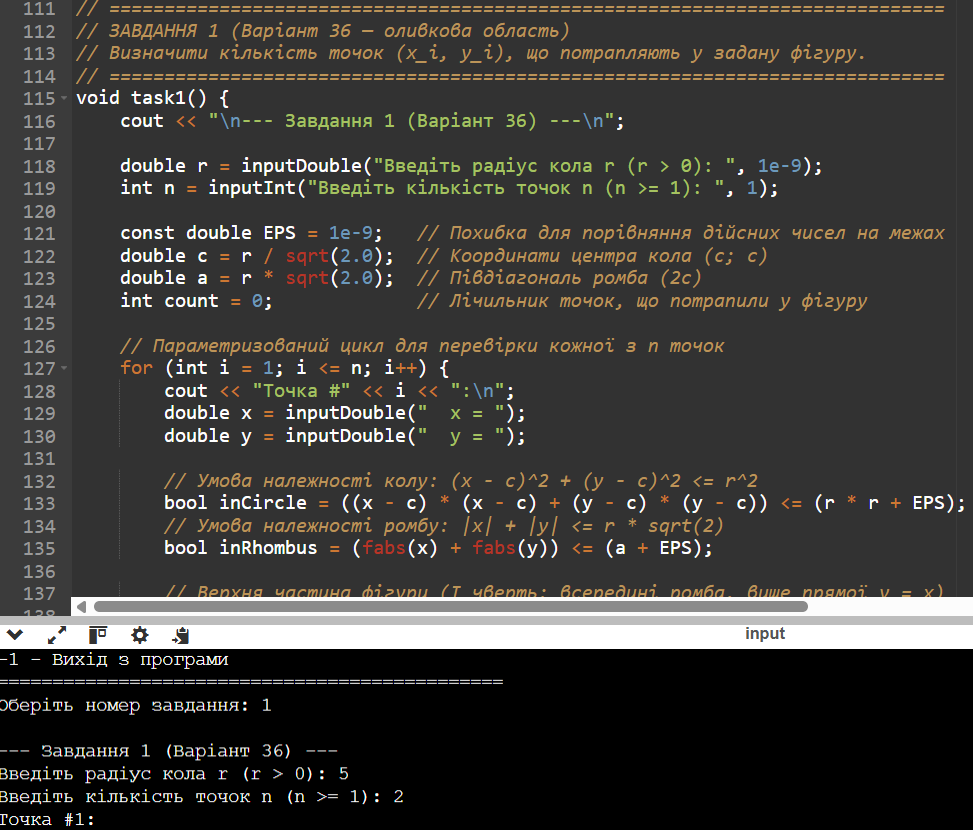 111 // ============================================================================
112 // ЗАВДАННЯ 1 (Варіант 36 — оливкова область)
113 // Визначити кількість точок (x_i, y_i), що потрапляють у задану фігуру.
114 // ============================================================================
115 void task1() {
116 cout << "\n--- Завдання 1 (Варіант 36) ---\n";
117
118 double r = inputDouble("Введіть радіус кола r (r > 0): ", 1e-9);
119 int n = inputInt("Введіть кількість точок n (n >= 1): ", 1);
120
121 const double EPS = 1e-9; // Похибка для порівняння дійсних чисел на межах
122 double c = r / sqrt(2.0); // Координати центра кола (c; c)
123 double a = r * sqrt(2.0); // Півдіагональ ромба (2c)
124 int count = 0; // Лічильник точок, що потрапили у фігуру
125
126 // Параметризований цикл для перевірки кожної з n точок
127 for (int i = 1; i <= n; i++) {
128 cout << "Точка #" << i << ":\n";
129 double x = inputDouble("  x = ");
130 double y = inputDouble("  y = ");
131
132 // Умова належності колу: (x - c)^2 + (y - c)^2 <= r^2
133 bool inCircle = ((x - c) * (x - c) + (y - c) * (y - c)) <= (r * r + EPS);
134 // Умова належності ромбу: |x| + |y| <= r * sqrt(2)
135 bool inRhombus = (fabs(x) + fabs(y)) <= (a + EPS);
136
137 // Верхня частина фігури (I чверть: всередині ромба, вище прямої y = x)
138
input
-1 - Вихід з програми
==============================================
Оберіть номер завдання: 1
--- Завдання 1 (Варіант 36) ---
Введіть радіус кола r (r > 0): 5
Введіть кількість точок n (n >= 1): 2
Точка #1: